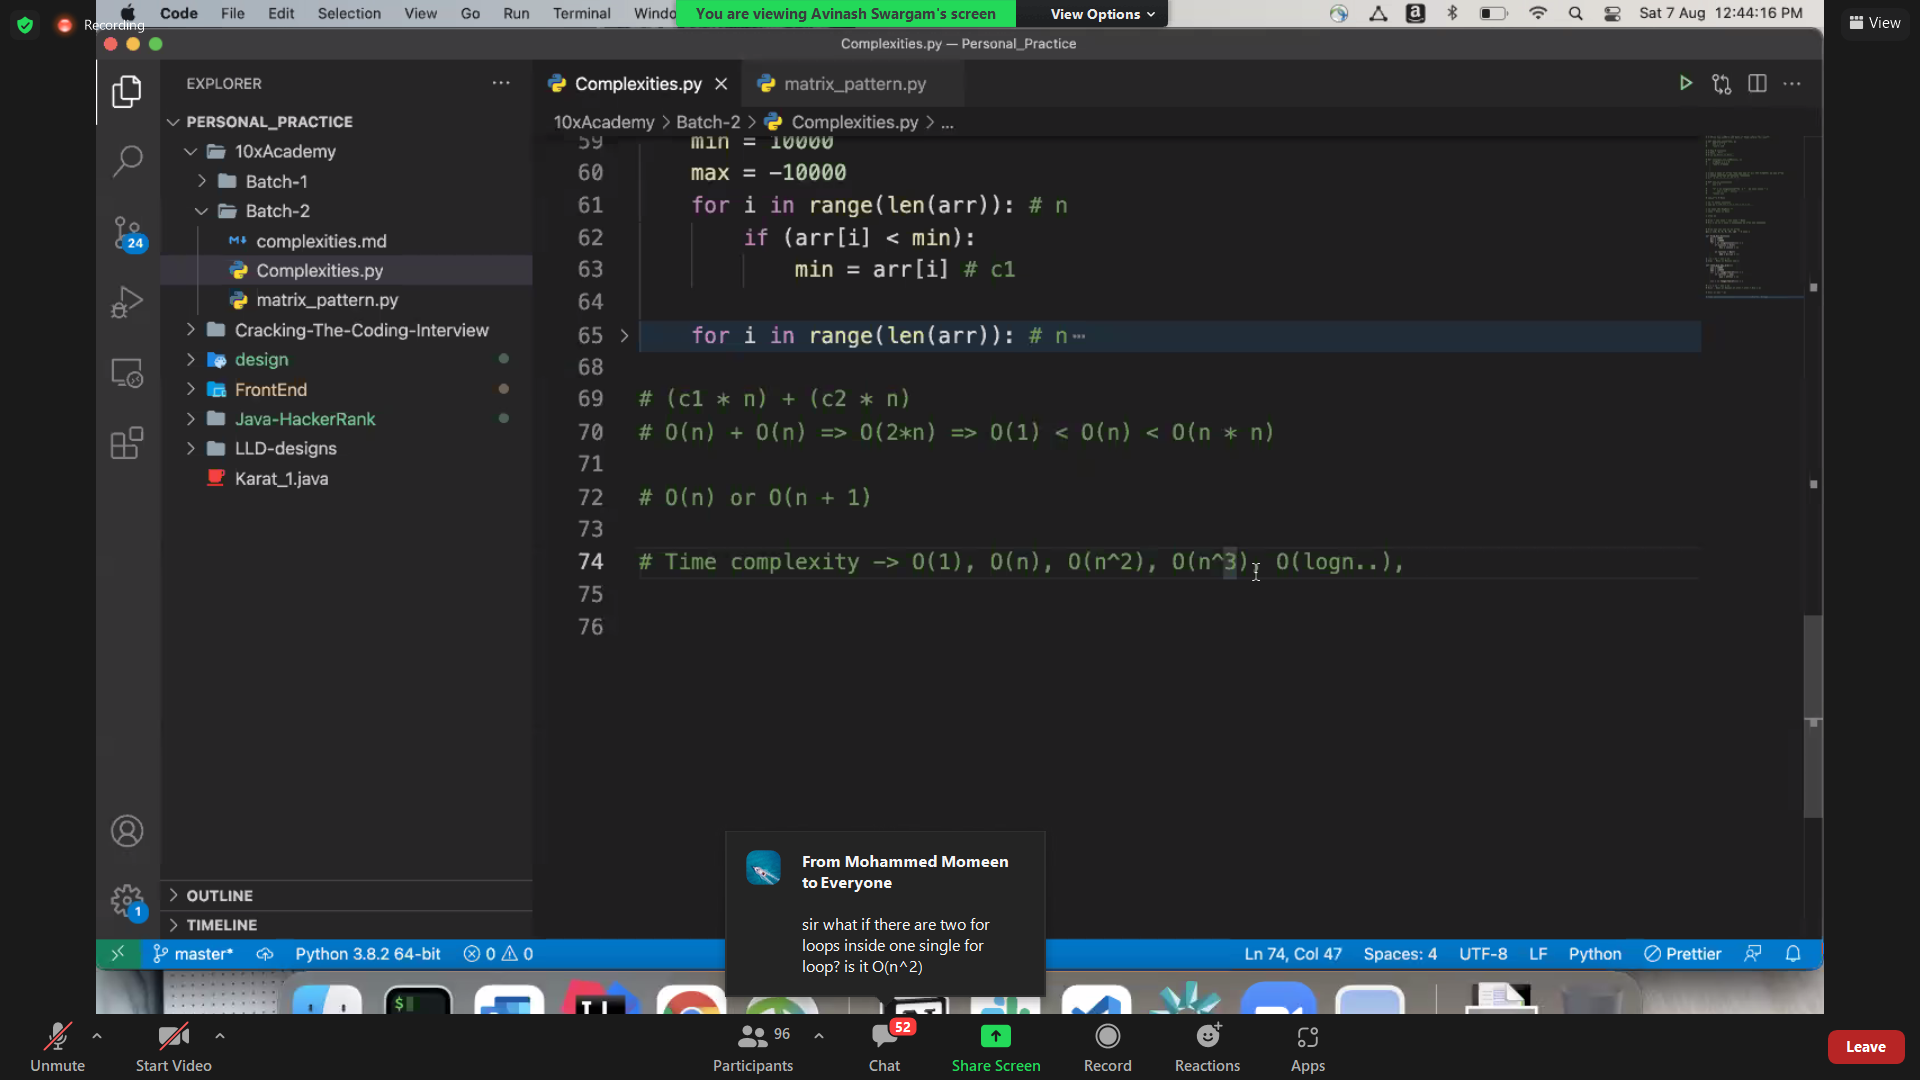 Recording
Code File Edit Selection View Go Run Terminal Windo
You are viewing Avinash Swargam's screen
View Options
Sat 7 Aug 12:44:16 PM
View
Complexities.py — Personal_Practice
EXPLORER
Complexities.py
matrix_pattern.py
PERSONAL_PRACTICE
10xAcademy > Batch-2 > Complexities.py > ...
10xAcademy
Batch-1
Batch-2
complexities.md
Complexities.py
matrix_pattern.py
Cracking-The-Coding-Interview
design
FrontEnd
Java-HackerRank
LLD-designs
Karat_1.java
24
59 min = 10000
60 max = -10000
61 for i in range(len(arr)): # n
62 if (arr[i] < min):
63 min = arr[i] # c1
64
65 for i in range(len(arr)): # n…
68
69 # (c1 * n) + (c2 * n)
70 # O(n) + O(n) => O(2*n) => O(1) < O(n) < O(n * n)
71
72 # O(n) or O(n + 1)
73
74 # Time complexity -> O(1), O(n), O(n^2), O(n^3), O(logn..),
75
76
From Mohammed Momeen
to Everyone
sir what if there are two for
loops inside one single for
loop? is it O(n^2)
OUTLINE
TIMELINE
1
master* Python 3.8.2 64-bit 0 0
Ln 74, Col 47 Spaces: 4 UTF-8 LF Python Prettier
$
Unmute
Start Video
96
Participants
52
Chat
Share Screen
Record
Reactions
Apps
Leave